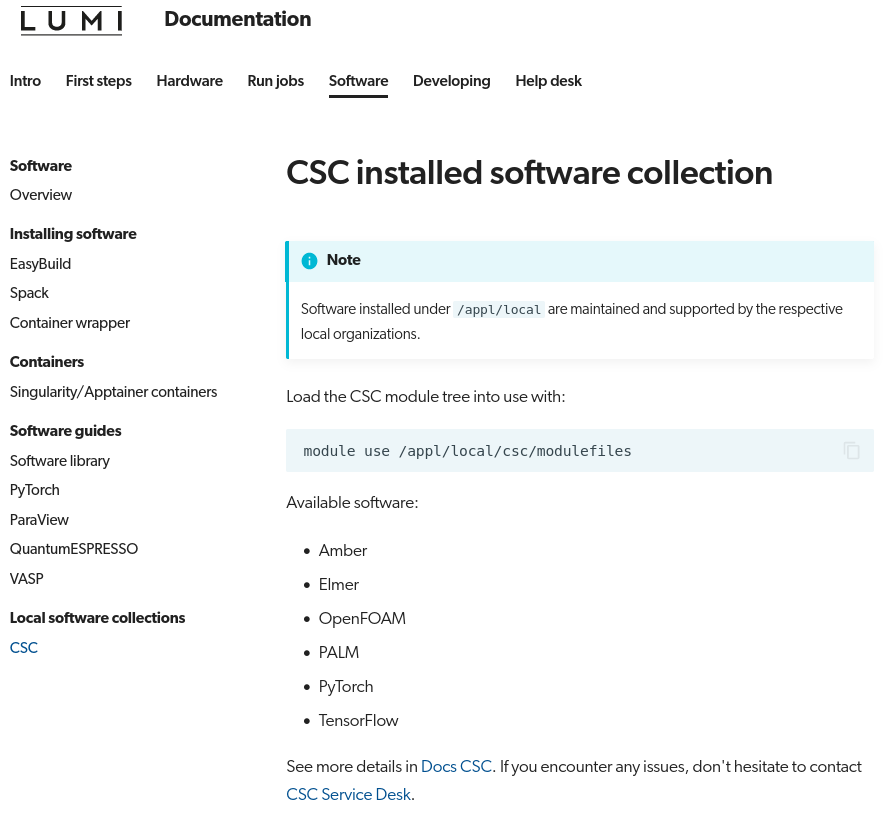 LUMI Documentation
Intro First steps Hardware Run jobs Software Developing Help desk
Software
Overview
Installing software
EasyBuild
Spack
Container wrapper
Containers
Singularity/Apptainer containers
Software guides
Software library
PyTorch
ParaView
QuantumESPRESSO
VASP
Local software collections
CSC
CSC installed software collection
Note
Software installed under /appl/local are maintained and supported by the respective
local organizations.
Load the CSC module tree into use with:
module use /appl/local/csc/modulefiles
Available software:
• Amber
• Elmer
• OpenFOAM
• PALM
• PyTorch
• TensorFlow
See more details in Docs CSC. If you encounter any issues, don't hesitate to contact
CSC Service Desk.